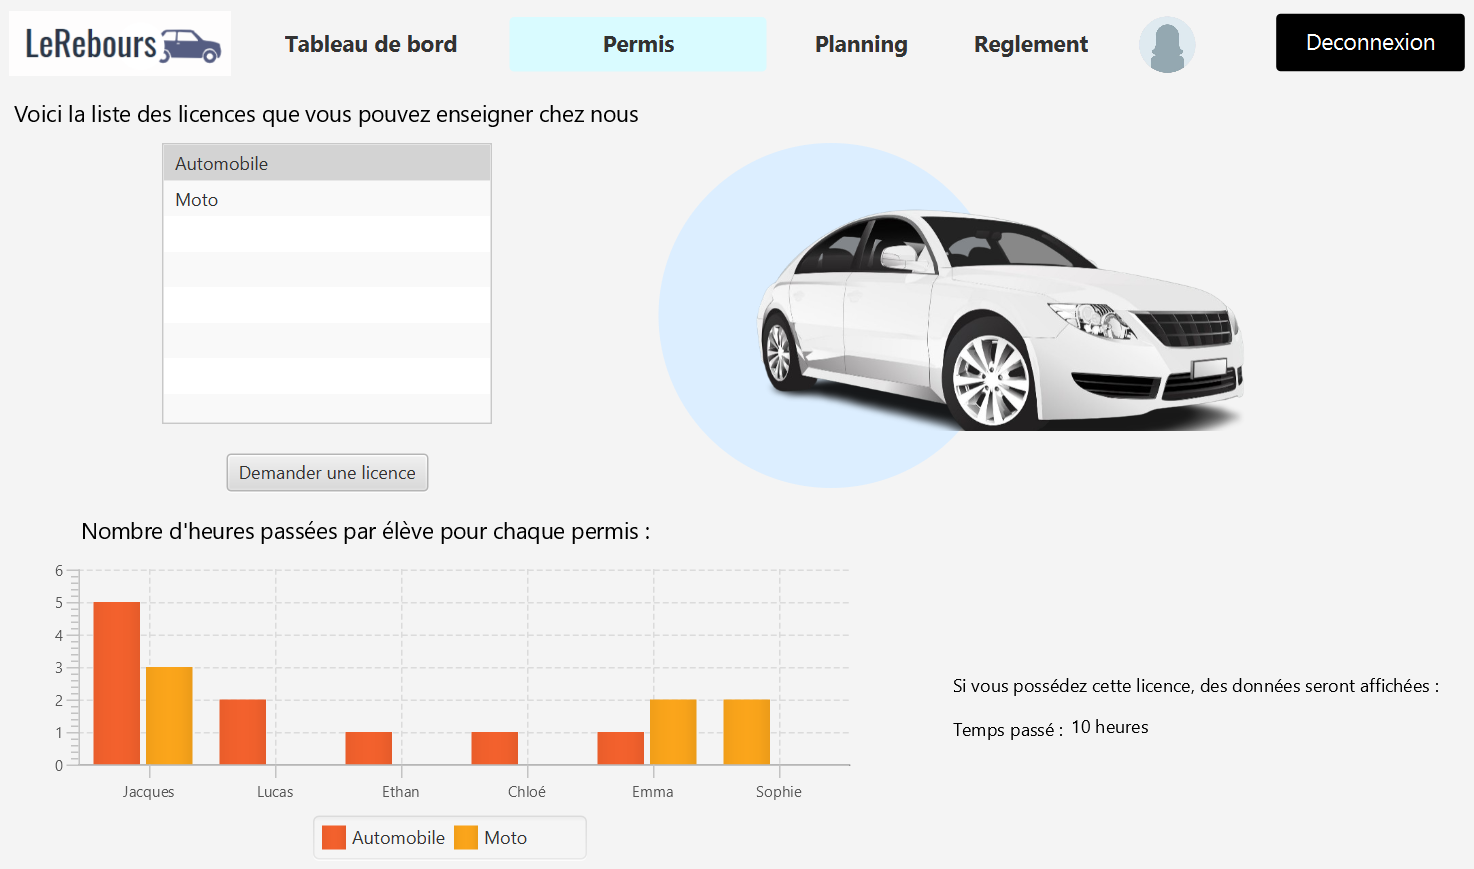 LeRebours
Tableau de bord
Permis
Planning
Reglement
Deconnexion
Voici la liste des licences que vous pouvez enseigner chez nous
Automobile
Moto
Demander une licence
Nombre d'heures passées par élève pour chaque permis :
6
5
4
3
2
1
0
Jacques
Lucas
Ethan
Chloé
Emma
Sophie
Automobile
Moto
Si vous possédez cette licence, des données seront affichées :
Temps passé : 10 heures